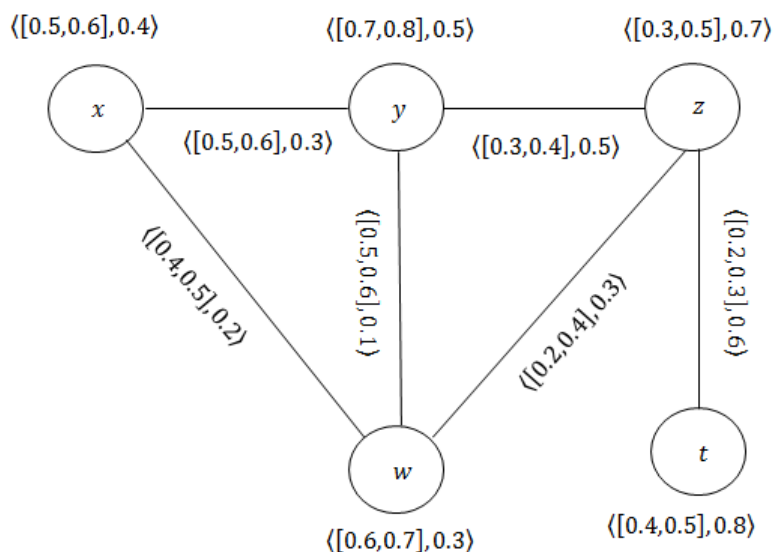 ⟨[0.5,0.6],0.4⟩
⟨[0.7,0.8],0.5⟩
⟨[0.3,0.5],0.7⟩
x
y
z
⟨[0.5,0.6],0.3⟩
⟨[0.3,0.4],0.5⟩
⟨[0.4,0.5],0.2⟩
⟨[0.5,0.6],0.1⟩
⟨[0.2,0.4],0.3⟩
⟨[0.2,0.3],0.6⟩
w
t
⟨[0.6,0.7],0.3⟩
⟨[0.4,0.5],0.8⟩